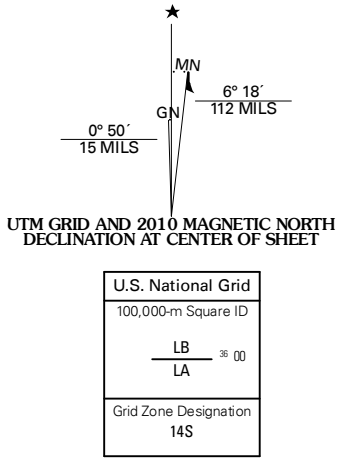 ★
MN
GN
6° 18´
112 MILS
0° 50´
15 MILS
UTM GRID AND 2010 MAGNETIC NORTH
DECLINATION AT CENTER OF SHEET
U.S. National Grid
100,000-m Square ID
LB
36 00
LA
Grid Zone Designation
14S